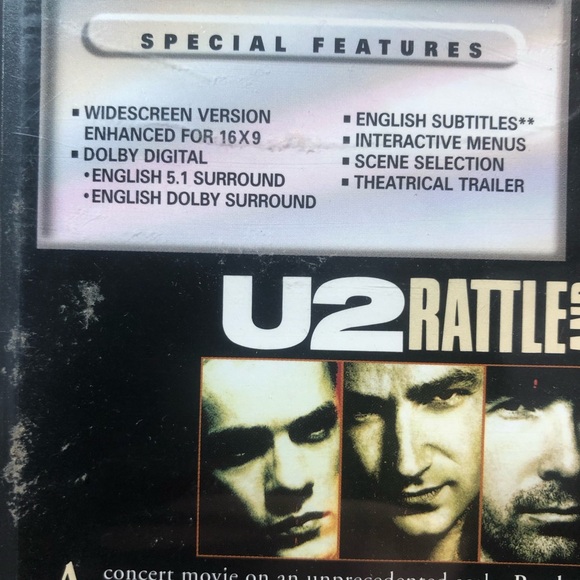 SPECIAL FEATURES
▪ WIDESCREEN VERSION
ENHANCED FOR 16X9
▪ DOLBY DIGITAL
•ENGLISH 5.1 SURROUND
•ENGLISH DOLBY SURROUND
▪ ENGLISH SUBTITLES**
▪ INTERACTIVE MENUS
▪ SCENE SELECTION
▪ THEATRICAL TRAILER
U2 RATTLE AND
A concert movie on an unprecedented